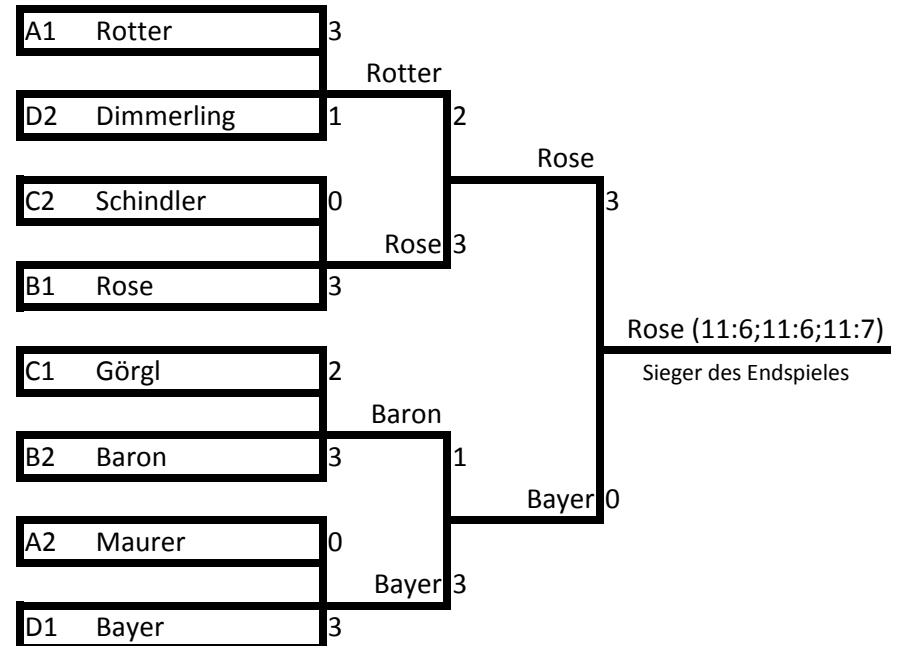 A1 Rotter 3
Rotter
D2 Dimmerling 1 2
Rose
C2 Schindler 0 3
Rose 3
B1 Rose 3
Rose (11:6;11:6;11:7)
C1 Görgl 2 Sieger des Endspieles
Baron
B2 Baron 3 1
Bayer 0
A2 Maurer 0
Bayer 3
D1 Bayer 3